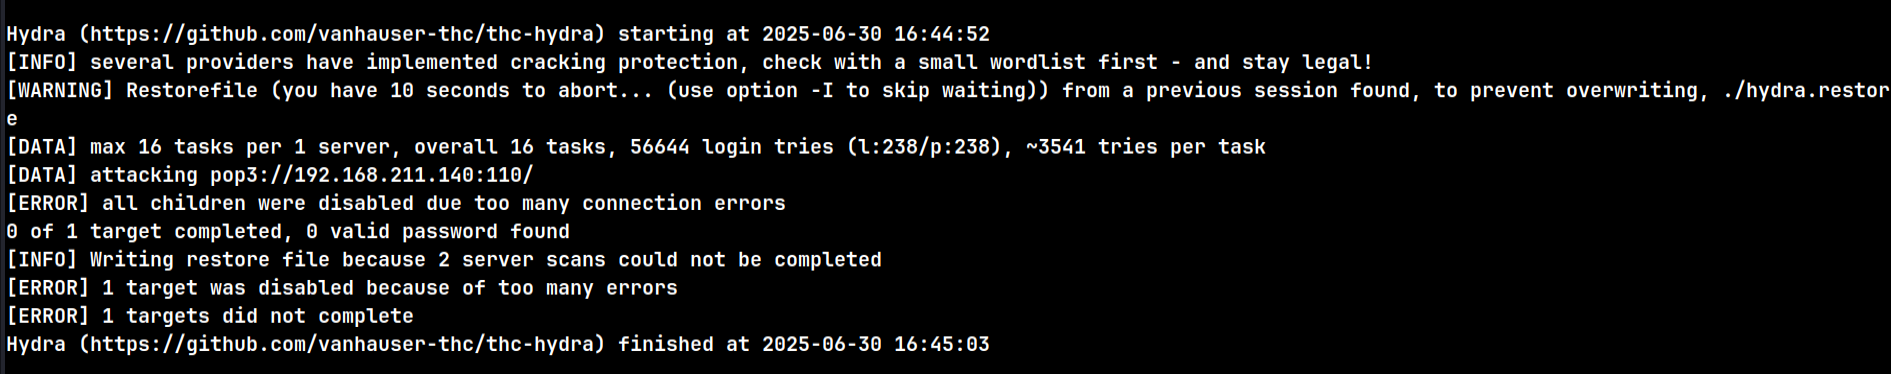 Hydra (https://github.com/vanhauser-thc/thc-hydra) starting at 2025-06-30 16:44:52
[INFO] several providers have implemented cracking protection, check with a small wordlist first - and stay legal!
[WARNING] Restorefile (you have 10 seconds to abort... (use option -I to skip waiting)) from a previous session found, to prevent overwriting, ./hydra.restor
e
[DATA] max 16 tasks per 1 server, overall 16 tasks, 56644 login tries (l:238/p:238), ~3541 tries per task
[DATA] attacking pop3://192.168.211.140:110/
[ERROR] all children were disabled due too many connection errors
0 of 1 target completed, 0 valid password found
[INFO] Writing restore file because 2 server scans could not be completed
[ERROR] 1 target was disabled because of too many errors
[ERROR] 1 targets did not complete
Hydra (https://github.com/vanhauser-thc/thc-hydra) finished at 2025-06-30 16:45:03